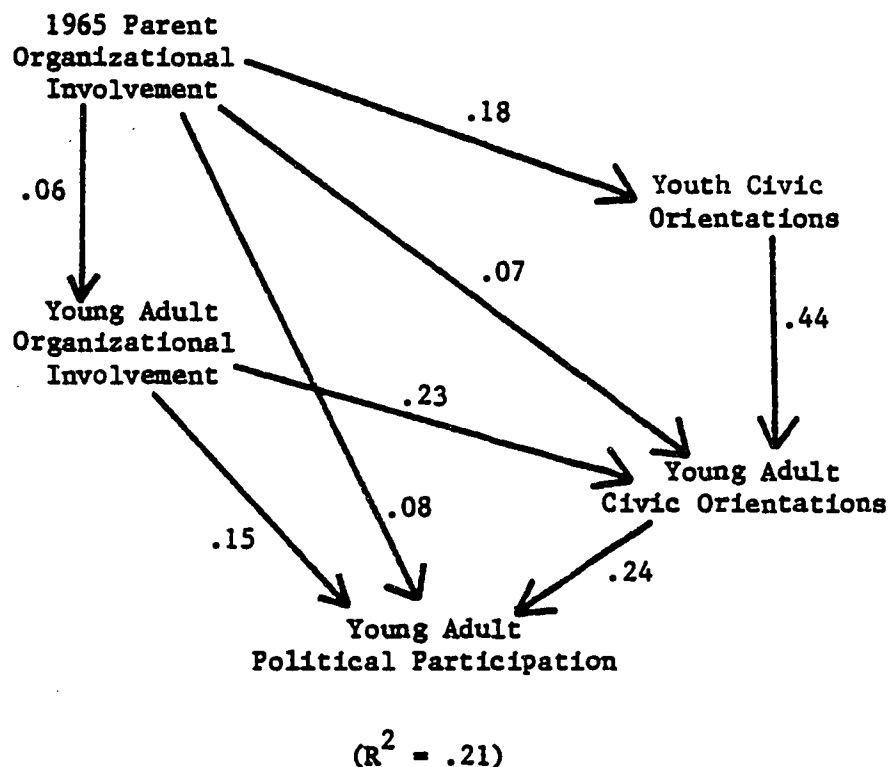 1965 Parent
Organizational
Involvement
.18
.06
Youth Civic
Orientations
.07
Young Adult
Organizational
Involvement
.44
.23
Young Adult
Civic Orientations
.08
.15
.24
Young Adult
Political Participation
(R² = .21)